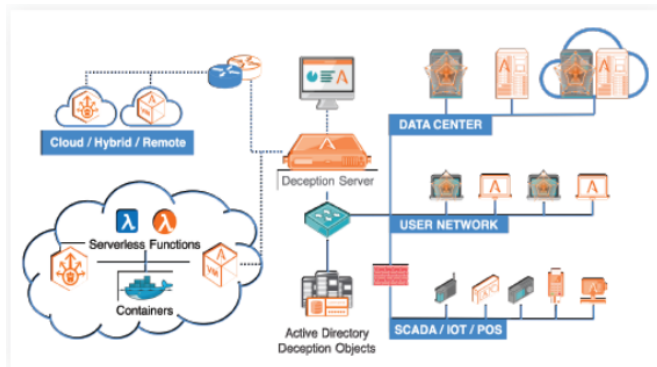 Cloud / Hybrid / Remote
DATA CENTER
Deception Server
USER NETWORK
λ λ
Serverless Functions
VM
Containers
Active Directory
Deception Objects
SCADA / IOT / POS